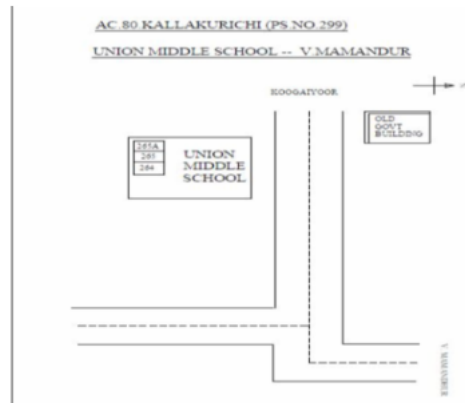 AC.80 KALLAKURICHI (PS.NO.299)
UNION MIDDLE SCHOOL -- V.MAMANDUR
KOOGAIYOOR
OLD
GOVT
BUILDING
285A
285
284
UNION
MIDDLE
SCHOOL
V. MAMANDUR